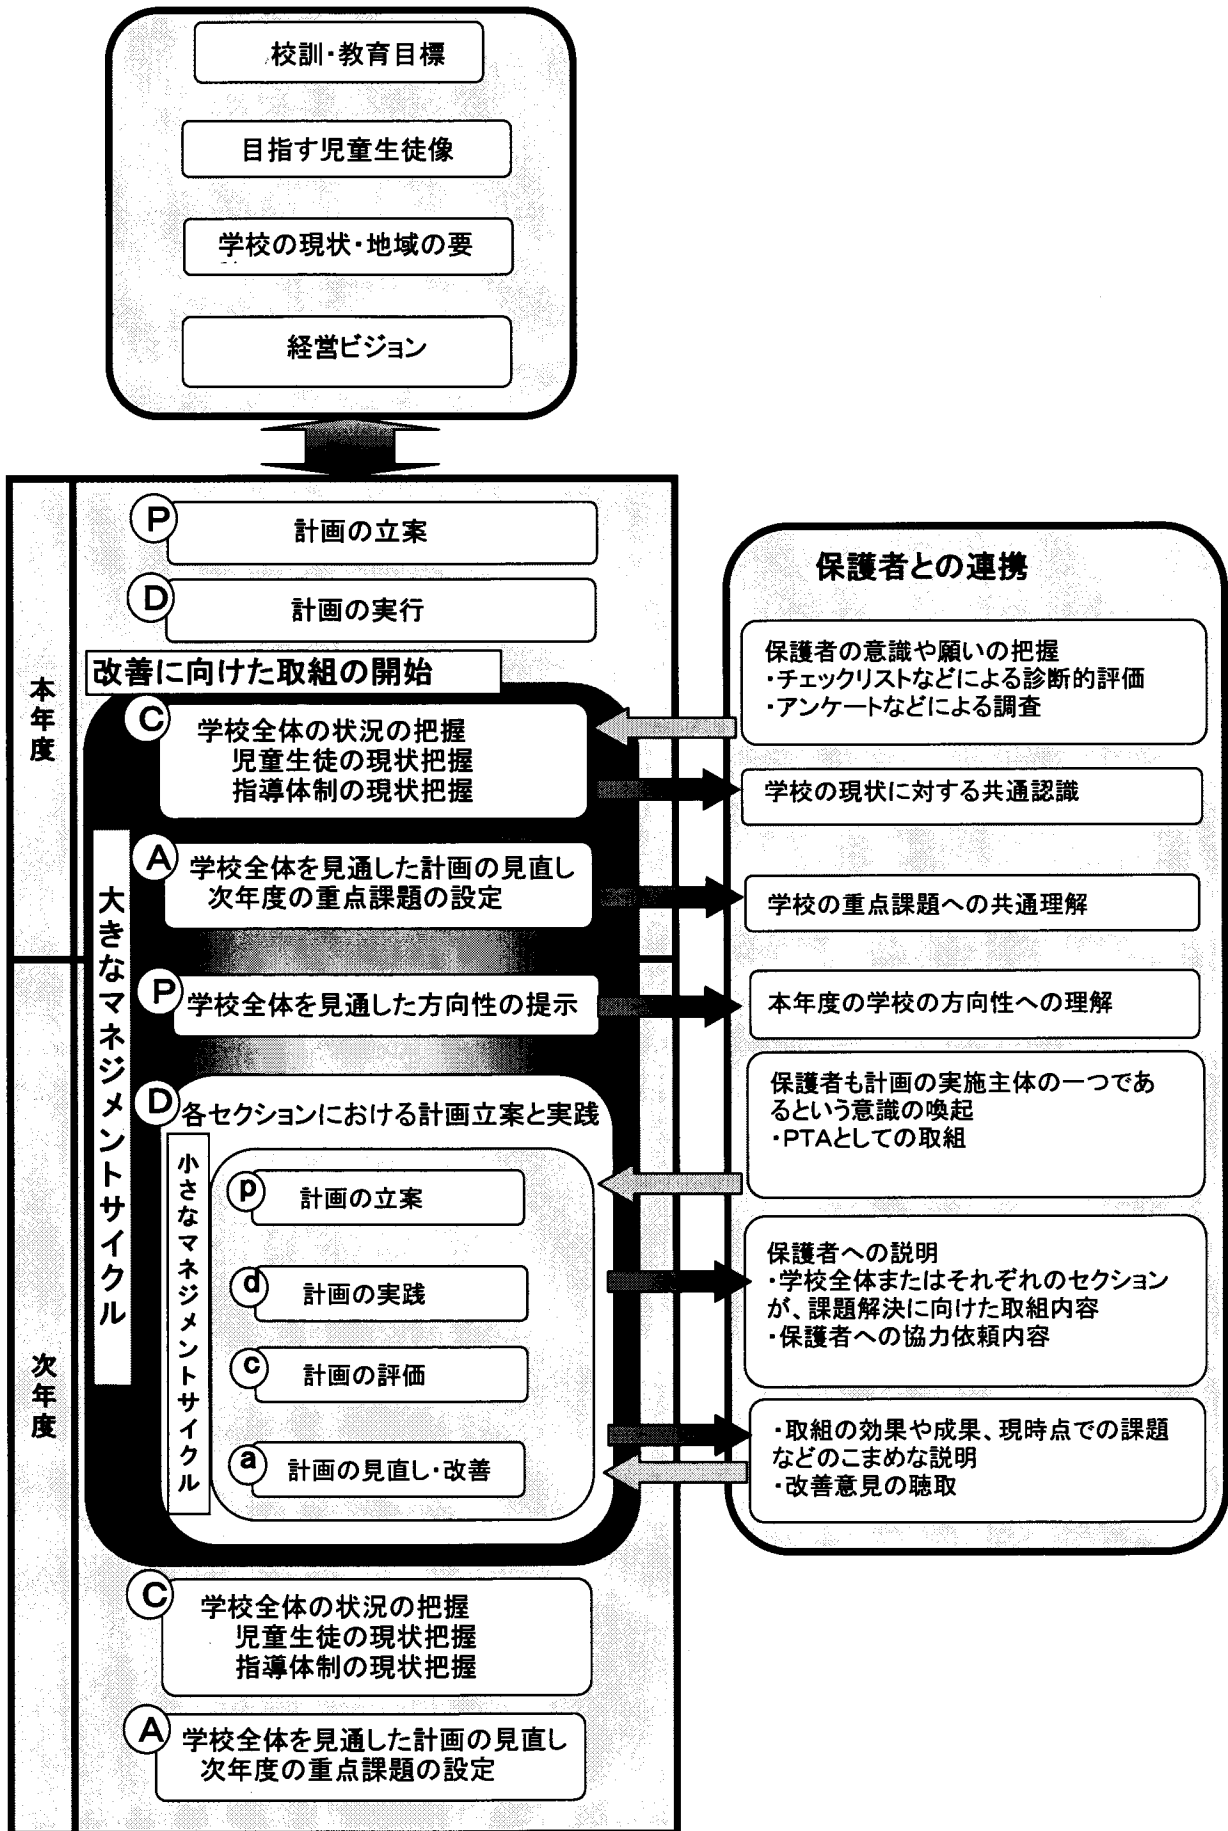 校訓・教育目標
目指す児童生徒像
学校の現状・地域の要
経営ビジョン
本年度
P
計画の立案
D
計画の実行
改善に向けた取組の開始
大きなマネジメントサイクル
C
学校全体の状況の把握
児童生徒の現状把握
指導体制の現状把握
A
学校全体を見通した計画の見直し
次年度の重点課題の設定
次年度
P
学校全体を見通した方向性の提示
D
各セクションにおける計画立案と実践
小さなマネジメントサイクル
p
計画の立案
d
計画の実践
c
計画の評価
a
計画の見直し・改善
C
学校全体の状況の把握
児童生徒の現状把握
指導体制の現状把握
A
学校全体を見通した計画の見直し
次年度の重点課題の設定
保護者との連携
保護者の意識や願いの把握
・チェックリストなどによる診断的評価
・アンケートなどによる調査
学校の現状に対する共通認識
学校の重点課題への共通理解
本年度の学校の方向性への理解
保護者も計画の実施主体の一つであ
るという意識の喚起
・PTAとしての取組
保護者への説明
・学校全体またはそれぞれのセクション
が、課題解決に向けた取組内容
・保護者への協力依頼内容
・取組の効果や成果、現時点での課題
などのこまめな説明
・改善意見の聴取